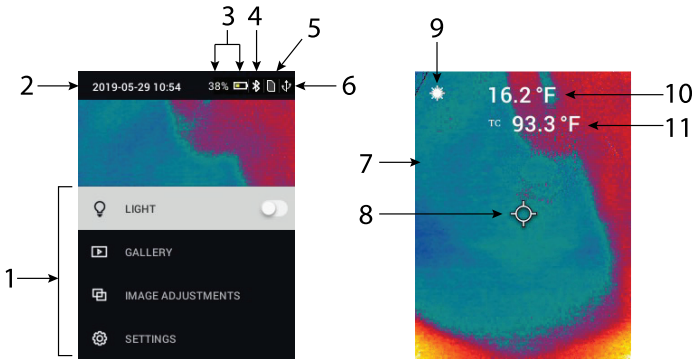 3 4 5
9
2 2019-05-29 10:54 38% 6
16.2 °F 10
TC 93.3 °F 11
7
1 LIGHT
8
GALLERY
IMAGE ADJUSTMENTS
SETTINGS